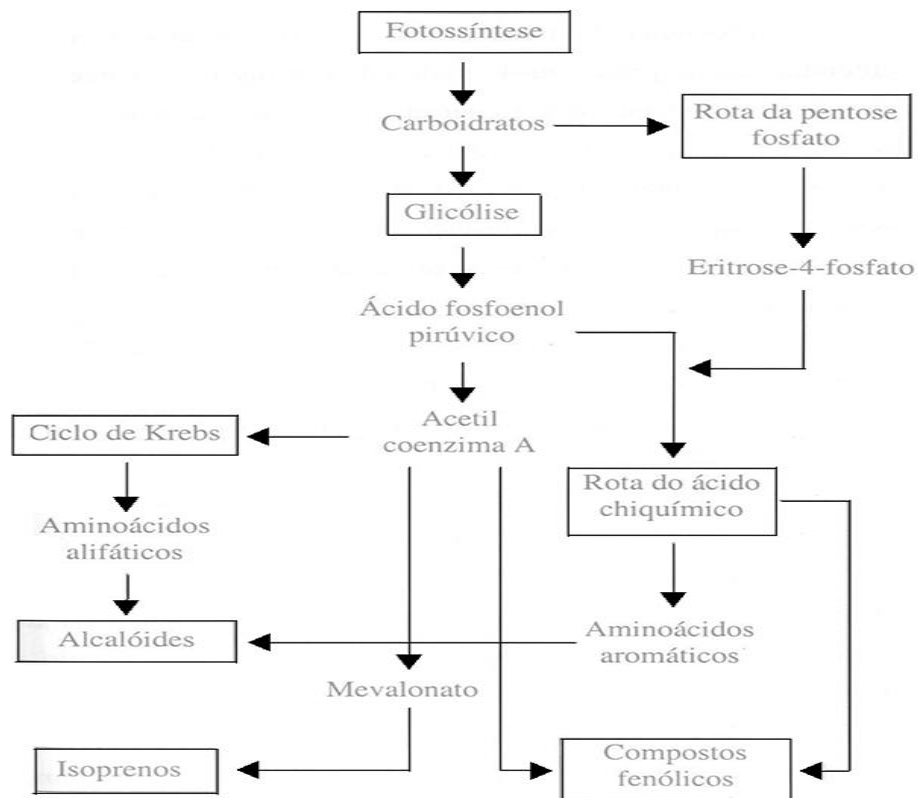 Fotossíntese
Carboidratos
Rota da pentose
fosfato
Glicólise
Eritrose-4-fosfato
Ácido fosfoenol
pirúvico
Acetil
coenzima A
Ciclo de Krebs
Rota do ácido
chiquímico
Aminoácidos
alifáticos
Alcalóides
Aminoácidos
aromáticos
Mevalonato
Isoprenos
Compostos
fenólicos